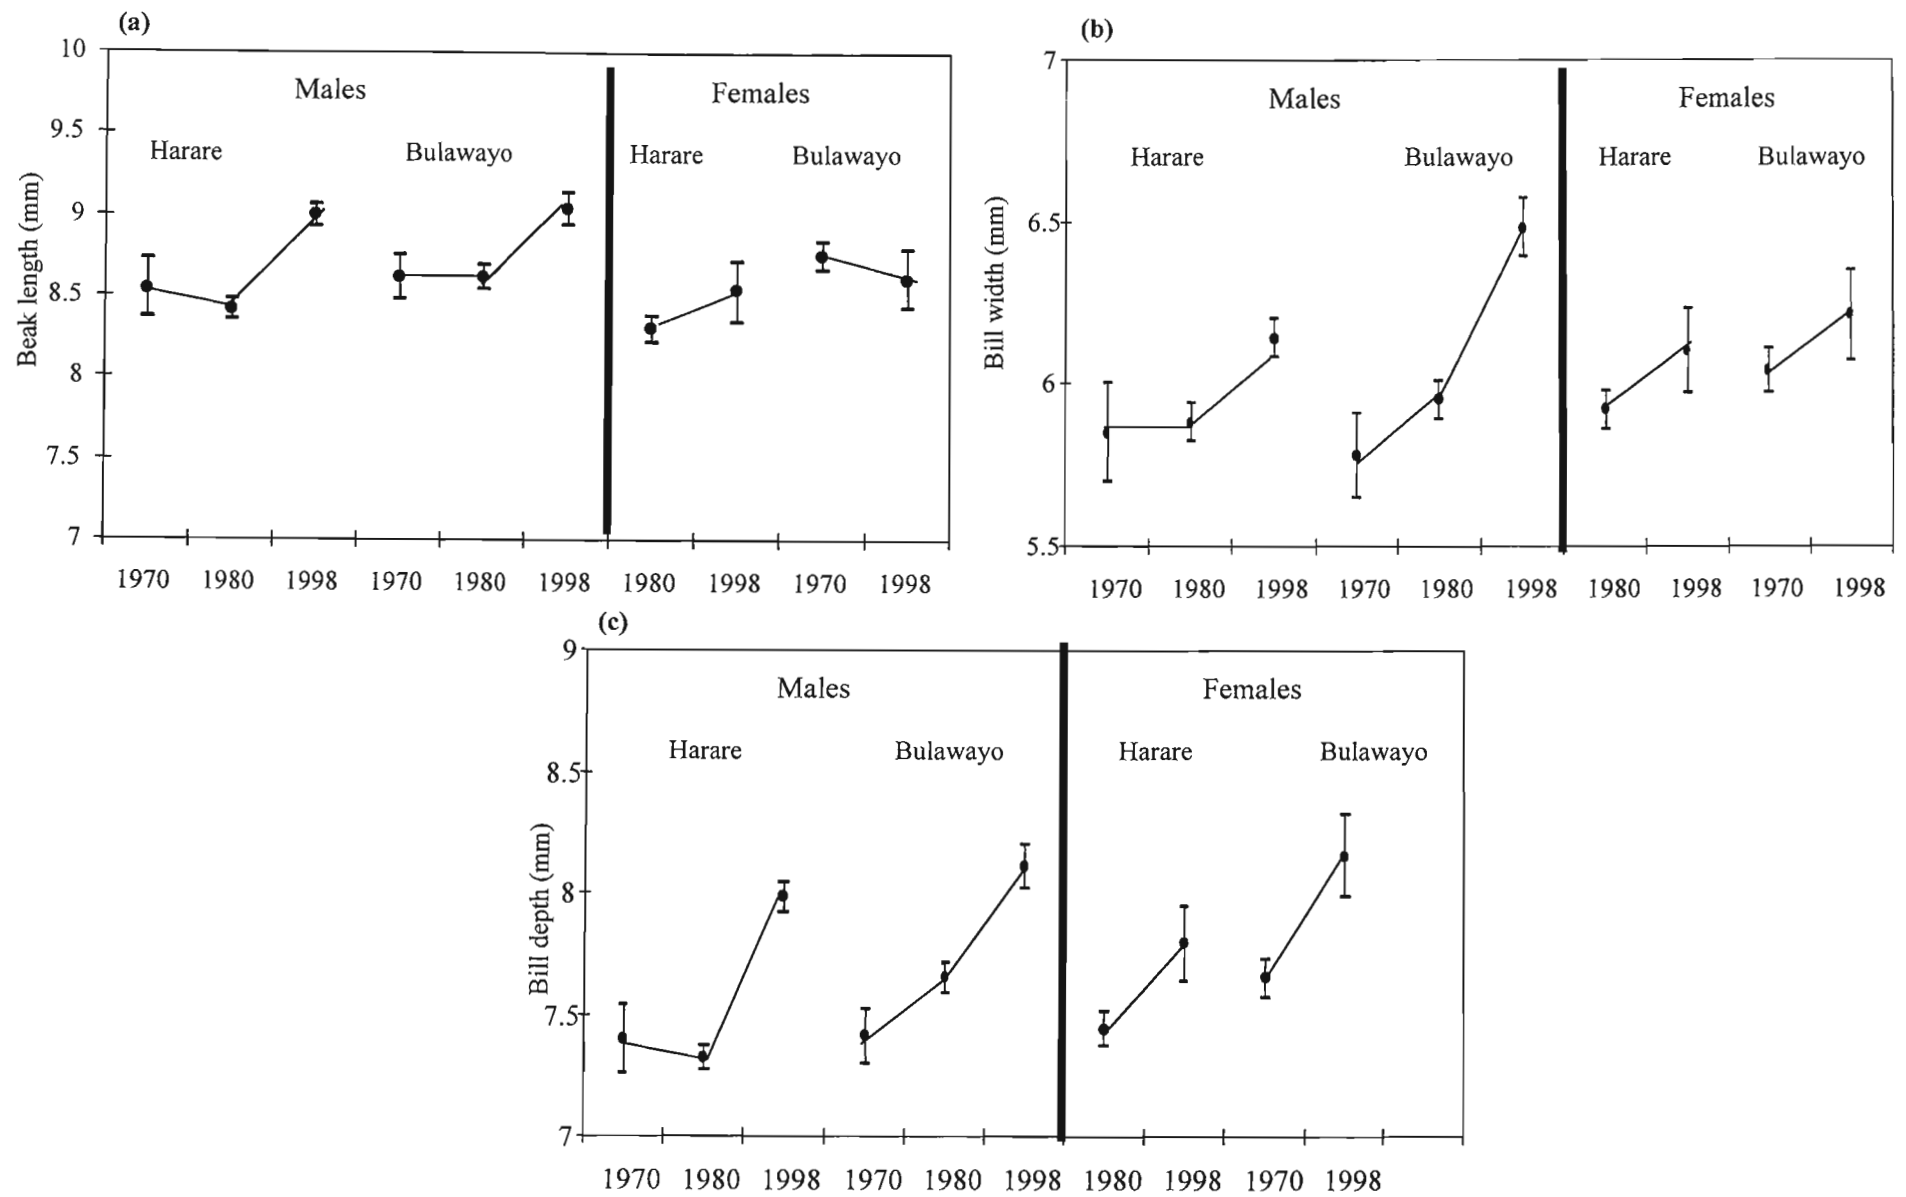 (a)
10
9.5
9
8.5
8
7.5
7
Beak length (mm)
Males
Females
Harare
Bulawayo
Harare
Bulawayo
1970 1980 1998 1970 1980 1998 1980 1998 1970 1998
(b)
7
6.5
6
5.5
Bill width (mm)
Males
Females
Harare
Bulawayo
Harare
Bulawayo
1970 1980 1998 1970 1980 1998 1980 1998 1970 1998
(c)
9
8.5
8
7.5
7
Bill depth (mm)
Males
Females
Harare
Bulawayo
Harare
Bulawayo
1970 1980 1998 1970 1980 1998 1980 1998 1970 1998